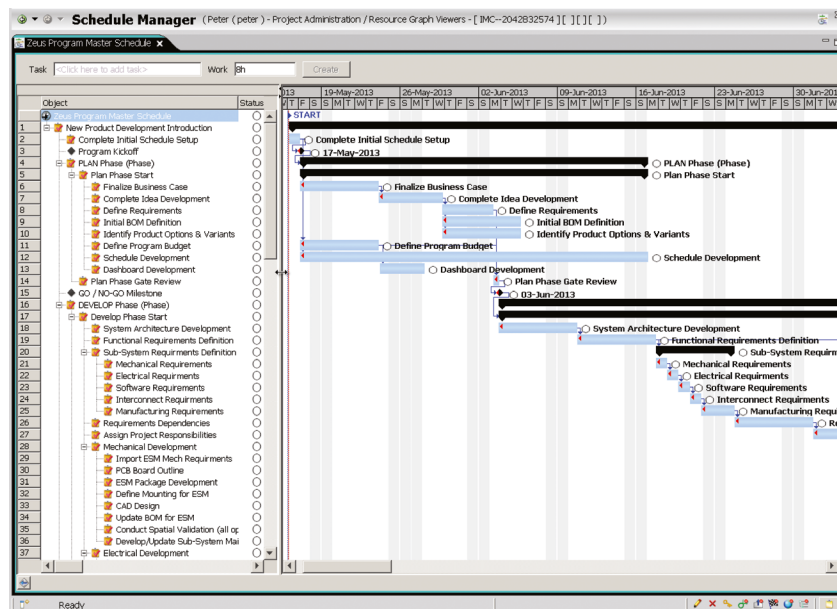 Schedule Manager (Peter ( peter ) - Project Administration / Resource Graph Viewers - [ IMC--2042832574 ][ ][ ][ ])
Zeus Program Master Schedule
Task <Click here to add task> Work 8h Create
013 19-May-2013 26-May-2013 02-Jun-2013 09-Jun-2013 16-Jun-2013 23-Jun-2013 30-Jun-201
Object Status T F S S M T W T F S S M T W T F S S M T W T F S S M T W T F S S M T W T F S S M T W T F S S M T W
Zeus Program Master Schedule START
1 New Product Development Introduction
2 Complete Initial Schedule Setup Complete Initial Schedule Setup
3 Program Kickoff 17-May-2013
4 PLAN Phase (Phase) PLAN Phase (Phase)
5 Plan Phase Start Plan Phase Start
6 Finalize Business Case Finalize Business Case
7 Complete Idea Development Complete Idea Development
8 Define Requirements Define Requirements
9 Initial BOM Definition Initial BOM Definition
10 Identify Product Options & Variants Identify Product Options & Variants
11 Define Program Budget Define Program Budget
12 Schedule Development Schedule Development
13 Dashboard Development Dashboard Development
14 Plan Phase Gate Review Plan Phase Gate Review
15 GO / NO-GO Milestone 03-Jun-2013
16 DEVELOP Phase (Phase)
17 Develop Phase Start
18 System Architecture Development System Architecture Development
19 Functional Requirements Definition Functional Requirements Definition
20 Sub-System Requirments Definition Sub-System Requirm
21 Mechanical Requirements Mechanical Requirements
22 Electrical Requirments Electrical Requirments
23 Software Requirements Software Requirements
24 Interconnect Requirments Interconnect Requirments
25 Manufacturing Requirements Manufacturing Requi
26 Requirements Dependencies Re
27 Assign Project Responsibilities
28 Mechanical Development
29 Import ESM Mech Requirments
30 PCB Board Outline
31 ESM Package Development
32 Define Mounting for ESM
33 CAD Design
34 Update BOM for ESM
35 Conduct Spatial Validation (all op
36 Develop/Update Sub-System Mai
37 Electrical Development
Ready